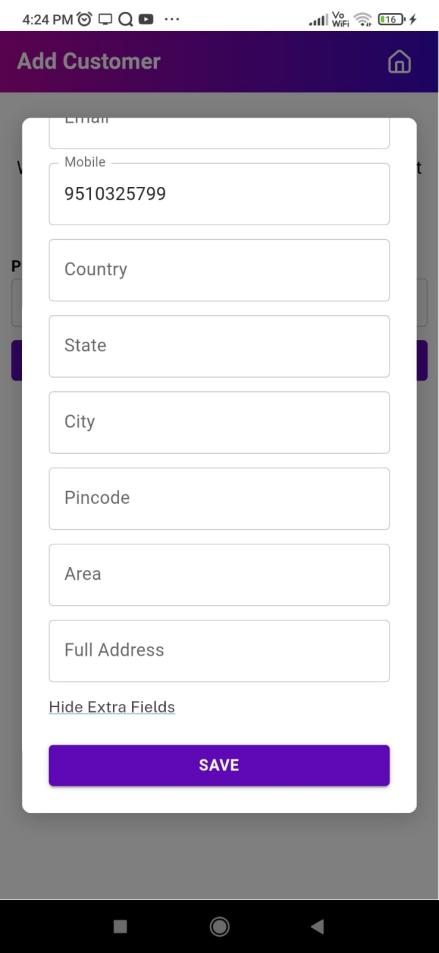 4:24 PM
Vo
WiFi
16
Add Customer
Email
Mobile
9510325799
Country
State
City
Pincode
Area
Full Address
Hide Extra Fields
SAVE